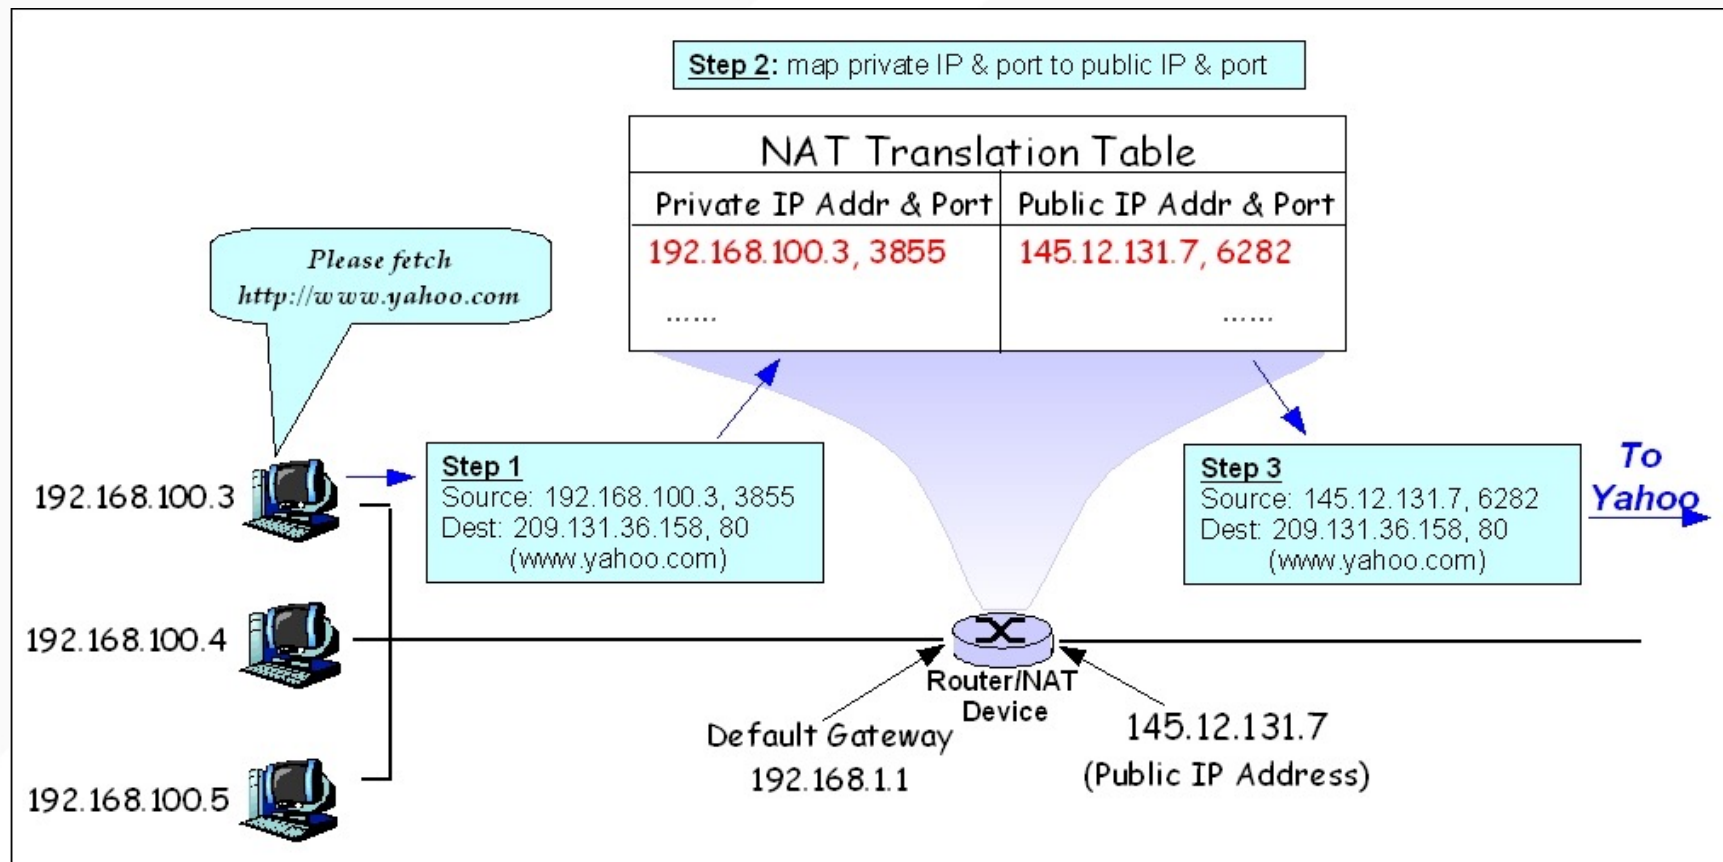 Step 2: map private IP & port to public IP & port
NAT Translation Table
Private IP Addr & Port
Public IP Addr & Port
192.168.100.3, 3855
145.12.131.7, 6282
......
......
Please fetch
http://www.yahoo.com
192.168.100.3
Step 1
Source: 192.168.100.3, 3855
Dest: 209.131.36.158, 80
(www.yahoo.com)
Step 3
Source: 145.12.131.7, 6282
Dest: 209.131.36.158, 80
(www.yahoo.com)
To
Yahoo
192.168.100.4
Router/NAT
Device
Default Gateway
192.168.1.1
145.12.131.7
(Public IP Address)
192.168.100.5